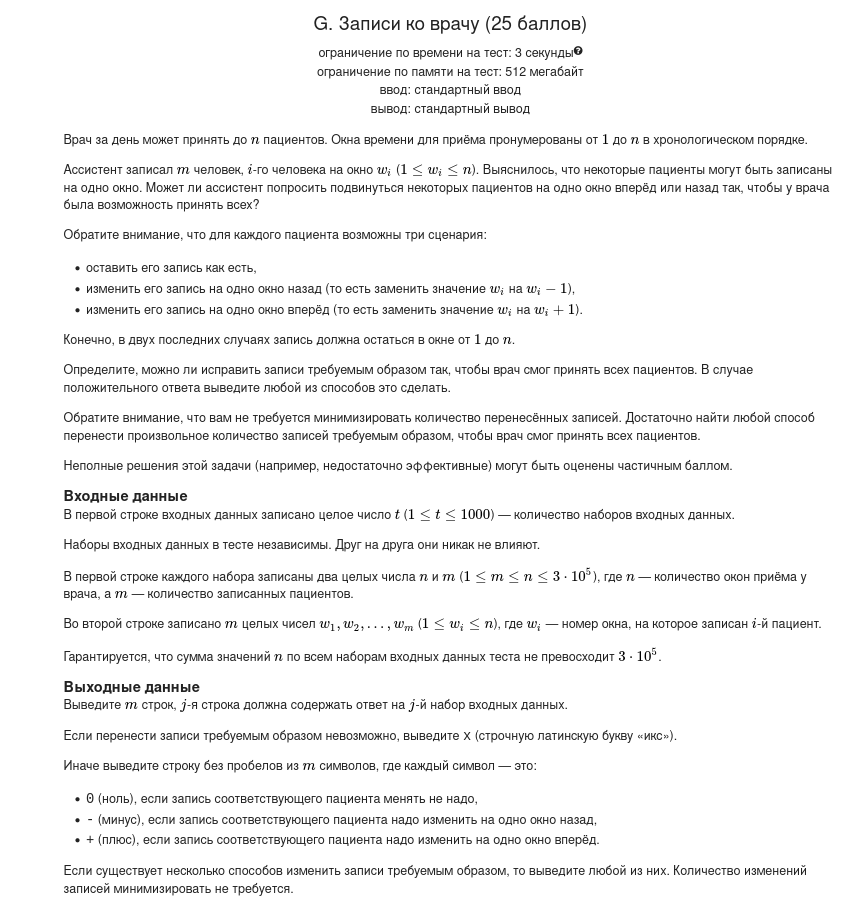 G. Записи ко врачу (25 баллов)
ограничение по времени на тест: 3 секунды
ограничение по памяти на тест: 512 мегабайт
ввод: стандартный ввод
вывод: стандартный вывод
Врач за день может принять до n пациентов. Окна времени для приёма пронумерованы от 1 до n в хронологическом порядке.
Ассистент записал m человек, i-го человека на окно w_i (1 ≤ w_i ≤ n). Выяснилось, что некоторые пациенты могут быть записаны
на одно окно. Может ли ассистент попросить подвинуться некоторых пациентов на одно окно вперёд или назад так, чтобы у врача
была возможность принять всех?
Обратите внимание, что для каждого пациента возможны три сценария:
• оставить его запись как есть,
• изменить его запись на одно окно назад (то есть заменить значение w_i на w_i − 1),
• изменить его запись на одно окно вперёд (то есть заменить значение w_i на w_i + 1).
Конечно, в двух последних случаях запись должна остаться в окне от 1 до n.
Определите, можно ли исправить записи требуемым образом так, чтобы врач смог принять всех пациентов. В случае
положительного ответа выведите любой из способов это сделать.
Обратите внимание, что вам не требуется минимизировать количество перенесённых записей. Достаточно найти любой способ
перенести произвольное количество записей требуемым образом, чтобы врач смог принять всех пациентов.
Неполные решения этой задачи (например, недостаточно эффективные) могут быть оценены частичным баллом.
Входные данные
В первой строке входных данных записано целое число t (1 ≤ t ≤ 1000) — количество наборов входных данных.
Наборы входных данных в тесте независимы. Друг на друга они никак не влияют.
В первой строке каждого набора записаны два целых числа n и m (1 ≤ m ≤ n ≤ 3 · 10^5), где n — количество окон приёма у
врача, а m — количество записанных пациентов.
Во второй строке записано m целых чисел w_1, w_2, . . . , w_m (1 ≤ w_i ≤ n), где w_i — номер окна, на которое записан i-й пациент.
Гарантируется, что сумма значений n по всем наборам входных данных теста не превосходит 3 · 10^5.
Выходные данные
Выведите m строк, j-я строка должна содержать ответ на j-й набор входных данных.
Если перенести записи требуемым образом невозможно, выведите x (строчную латинскую букву «икс»).
Иначе выведите строку без пробелов из m символов, где каждый символ — это:
• 0 (ноль), если запись соответствующего пациента менять не надо,
• - (минус), если запись соответствующего пациента надо изменить на одно окно назад,
• + (плюс), если запись соответствующего пациента надо изменить на одно окно вперёд.
Если существует несколько способов изменить записи требуемым образом, то выведите любой из них. Количество изменений
записей минимизировать не требуется.